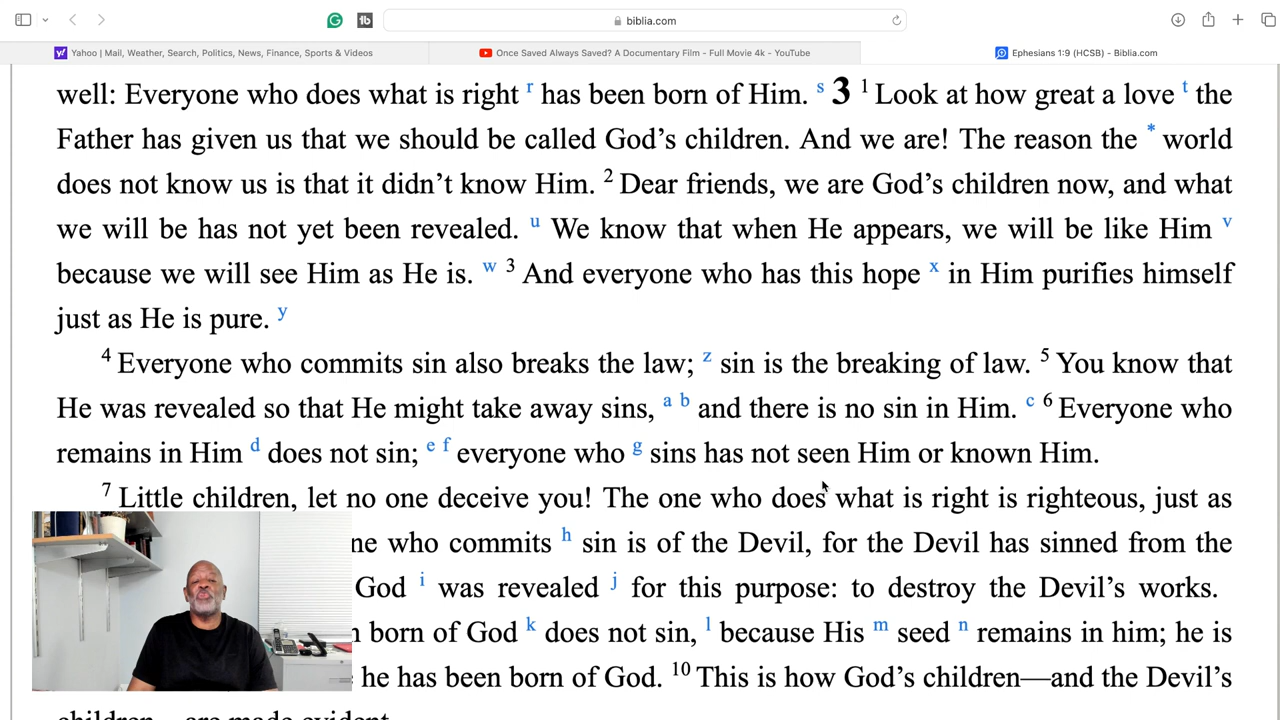 biblia.com
Yahoo | Mail, Weather, Search, Politics, News, Finance, Sports & Videos
Once Saved Always Saved? A Documentary Film - Full Movie 4k - YouTube
Ephesians 1:9 (HCSB) - Biblia.com
well: Everyone who does what is right r has been born of Him. s 3 1 Look at how great a love t the
Father has given us that we should be called God’s children. And we are! The reason the * world
does not know us is that it didn’t know Him. 2 Dear friends, we are God’s children now, and what
we will be has not yet been revealed. u We know that when He appears, we will be like Him v
because we will see Him as He is. w 3 And everyone who has this hope x in Him purifies himself
just as He is pure. y
4 Everyone who commits sin also breaks the law; z sin is the breaking of law. 5 You know that
He was revealed so that He might take away sins, a b and there is no sin in Him. c 6 Everyone who
remains in Him d does not sin; e f everyone who g sins has not seen Him or known Him.
7 Little children, let no one deceive you! The one who does what is right is righteous, just as
ne who commits h sin is of the Devil, for the Devil has sinned from the
God i was revealed j for this purpose: to destroy the Devil’s works.
born of God k does not sin, l because His m seed n remains in him; he is
he has been born of God. 10 This is how God’s children—and the Devil’s
children—are made evident.